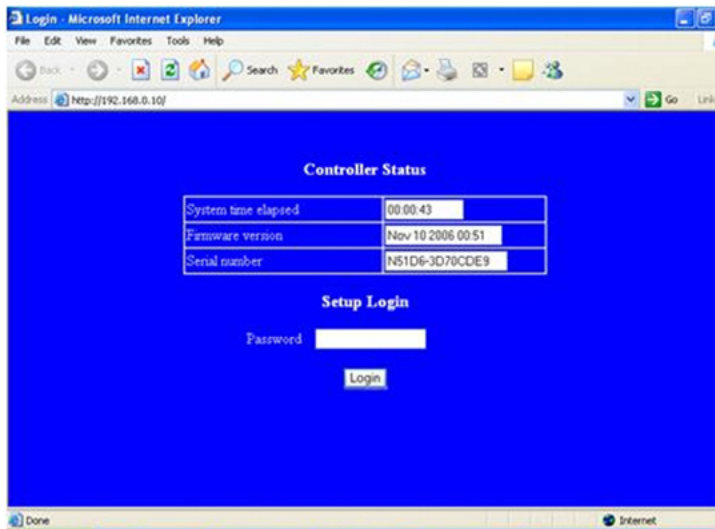 Login - Microsoft Internet Explorer
File Edit View Favorites Tools Help
Back Search Favorites
Address http://192.168.0.10/ Go
Controller Status
System time elapsed 00:00:43
Firmware version Nov 10 2006 00:51
Serial number N51D6-3D70CDE9
Setup Login
Password
Login
Done Internet